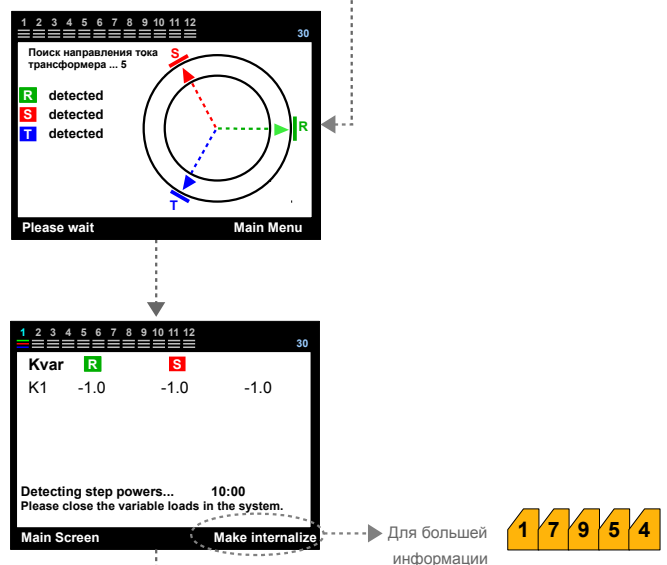 1 2 3 4 5 6 7 8 9 10 11 12
30
Поиск направления тока
трансформера ... 5
R detected
S detected
T detected
S
R
T
Please wait Main Menu
1 2 3 4 5 6 7 8 9 10 11 12
30
Kvar R S
K1 -1.0 -1.0 -1.0
Detecting step powers... 10:00
Please close the variable loads in the system.
Main Screen Make internalize
Для большей
информации
1 7 9 5 4